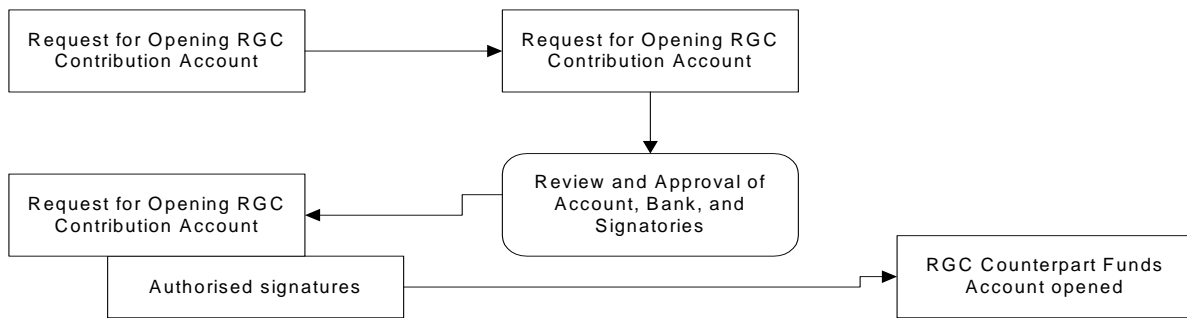 Request for Opening RGC
Contribution Account
Request for Opening RGC
Contribution Account
Review and Approval of
Account, Bank, and
Signatories
Request for Opening RGC
Contribution Account
Authorised signatures
RGC Counterpart Funds
Account opened